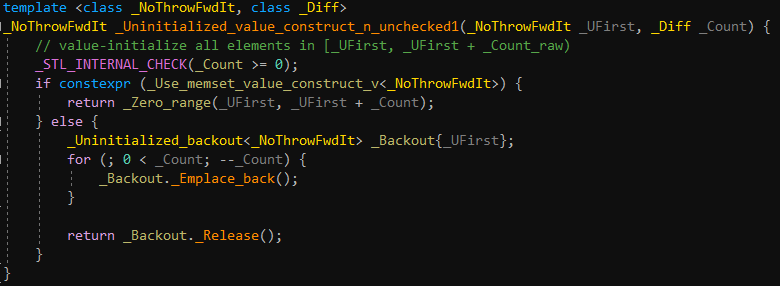 template <class _NoThrowFwdIt, class _Diff>
_NoThrowFwdIt _Uninitialized_value_construct_n_unchecked1(_NoThrowFwdIt _UFirst, _Diff _Count) {
// value-initialize all elements in [_UFirst, _UFirst + _Count_raw)
_STL_INTERNAL_CHECK(_Count >= 0);
if constexpr (_Use_memset_value_construct_v<_NoThrowFwdIt>) {
return _Zero_range(_UFirst, _UFirst + _Count);
} else {
_Uninitialized_backout<_NoThrowFwdIt> _Backout{_UFirst};
for (; 0 < _Count; --_Count) {
_Backout._Emplace_back();
}
return _Backout._Release();
}
}